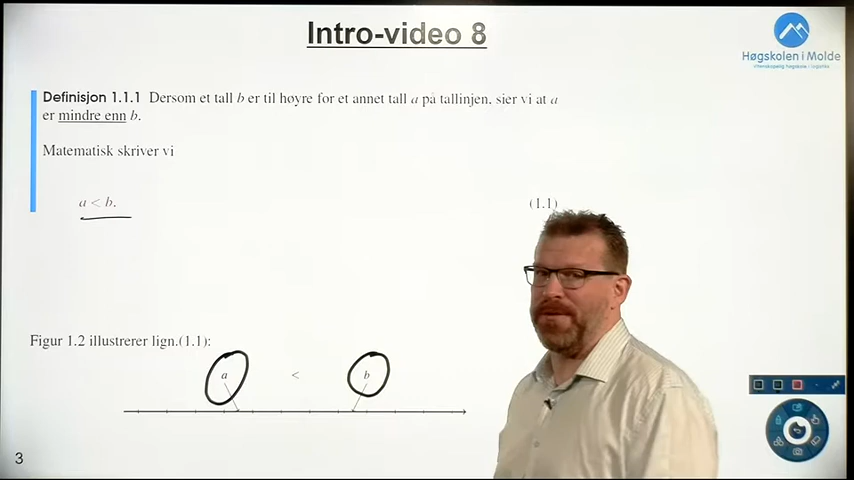 Intro-video 8
Høgskolen i Molde
Definisjon 1.1.1 Dersom et tall b er til høyre for et annet tall a på tallinjen, sier vi at a
er mindre enn b.
Matematisk skriver vi
a < b.
(1.1)
Figur 1.2 illustrerer lign.(1.1):
a < b
3